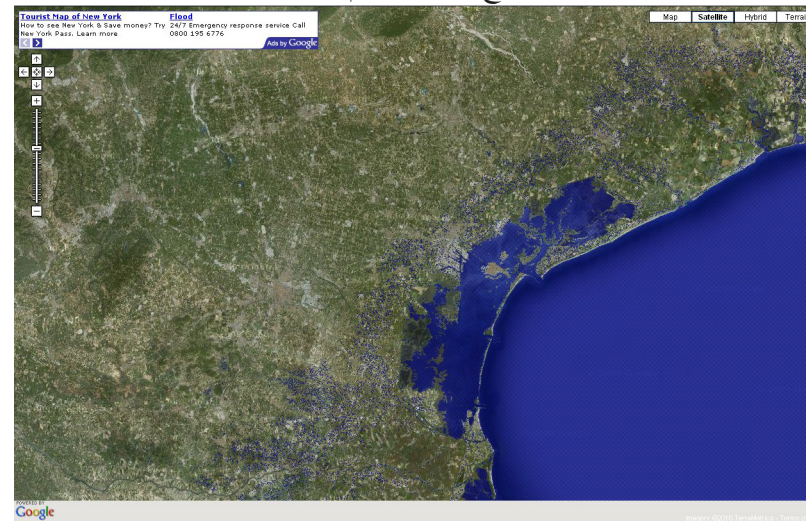 Tourist Map of New York
How to see New York & Save money? Try
New York Pass. Learn more
Flood
24/7 Emergency response service Call
0800 195 6776
Ads by Google
Map
Satellite
Hybrid
Terrai
POWERED BY
Google